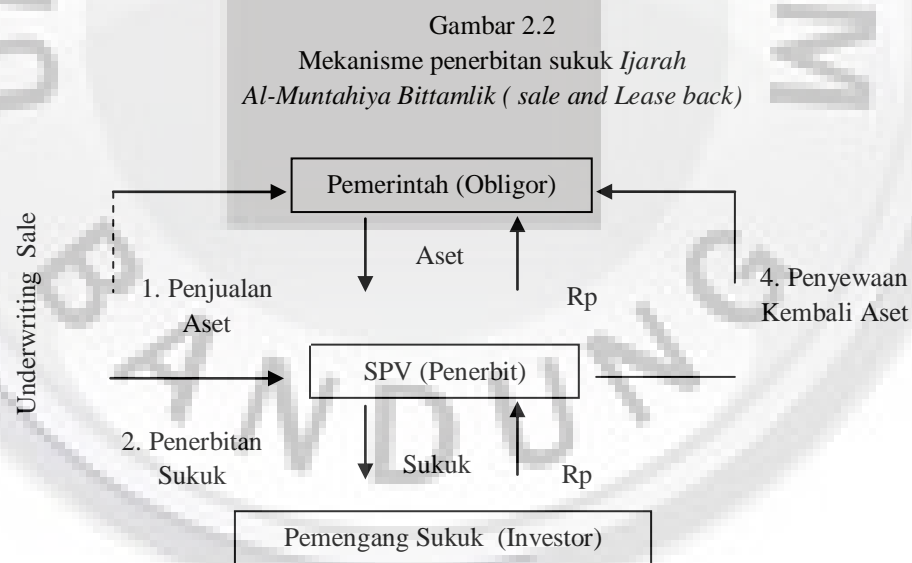 Gambar 2.2
Mekanisme penerbitan sukuk Ijarah
Al-Muntahiya Bittamlik ( sale and Lease back)
Pemerintah (Obligor)
Underwriting Sale
1. Penjualan
Aset
Aset
Rp
4. Penyewaan
Kembali Aset
SPV (Penerbit)
2. Penerbitan
Sukuk
Sukuk
Rp
Pemengang Sukuk (Investor)
BANDUNG